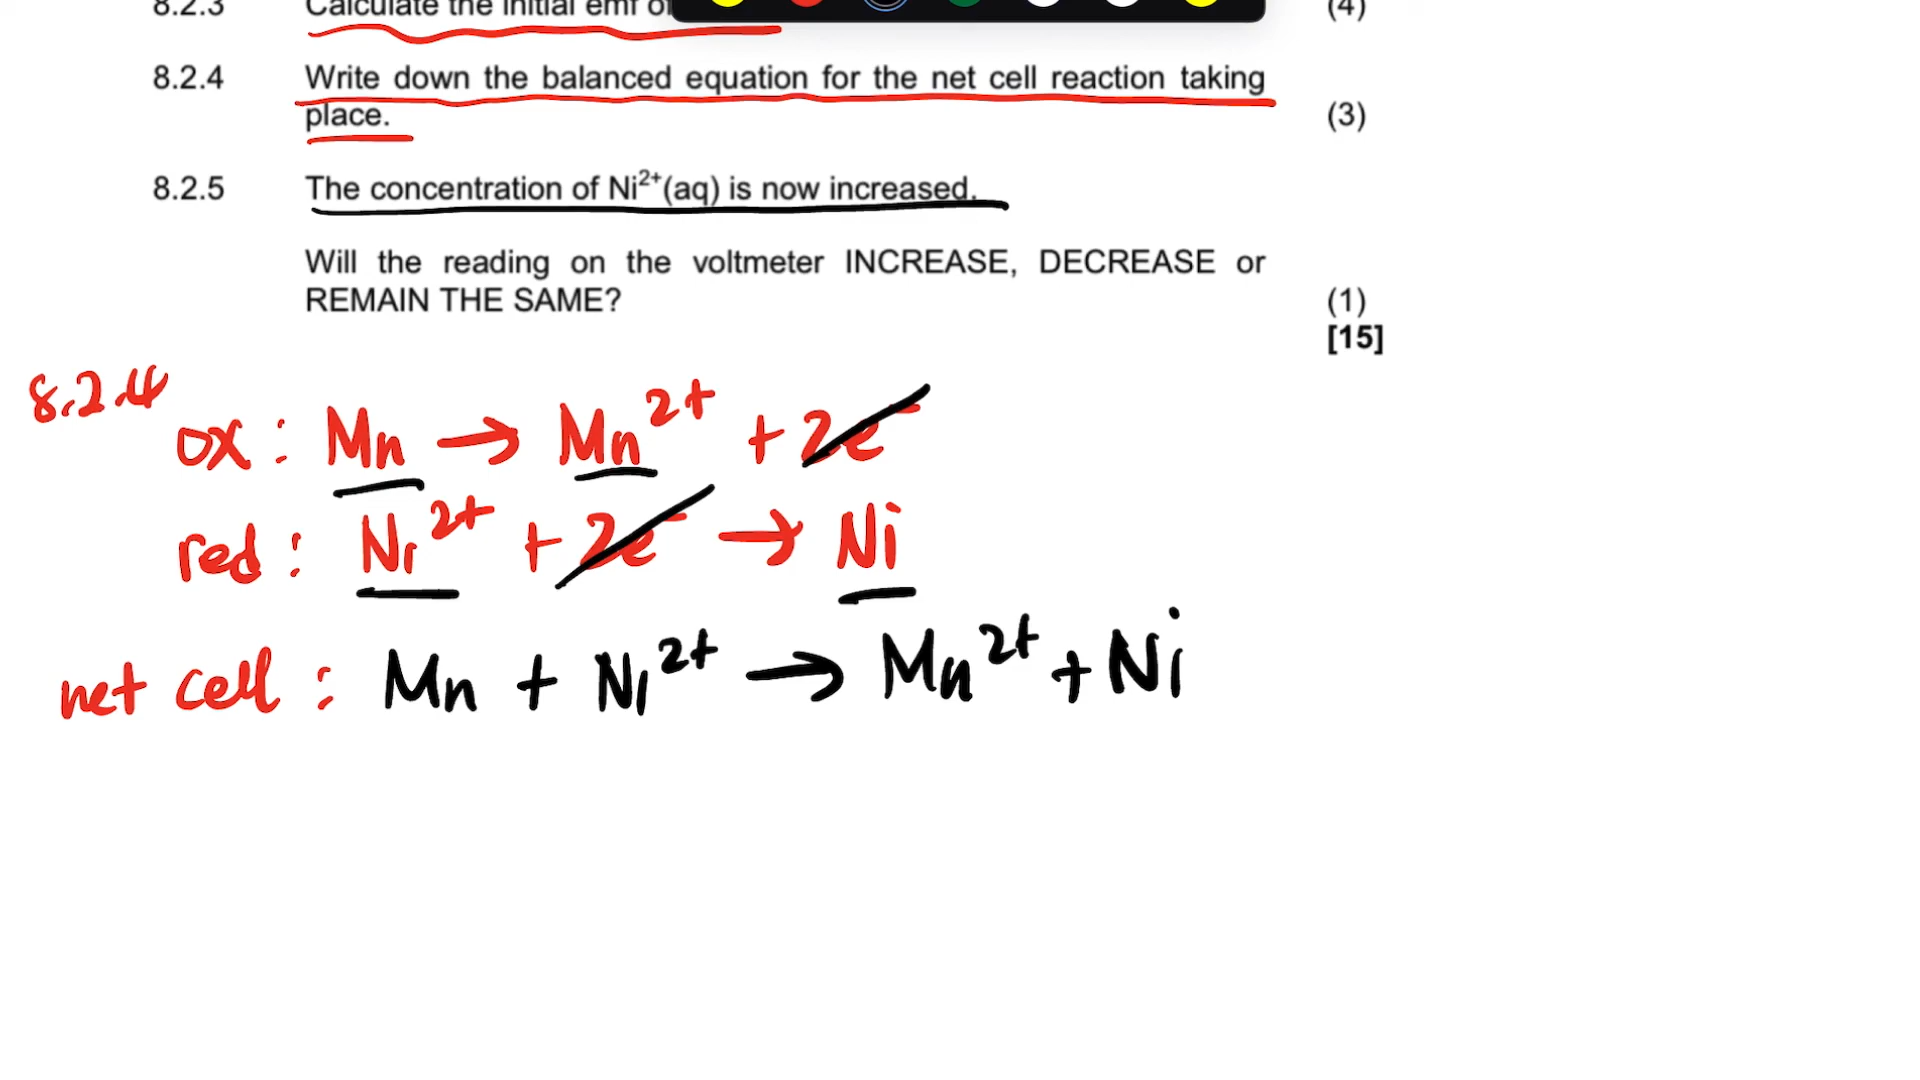 8.2.3 Calculate the initial emf of (4)
8.2.4 Write down the balanced equation for the net cell reaction taking
place. (3)
8.2.5 The concentration of Ni²⁺(aq) is now increased.
Will the reading on the voltmeter INCREASE, DECREASE or
REMAIN THE SAME? (1)
[15]
8.2.4
ox : Mn → Mn²⁺ + 2e⁻
red : Ni²⁺ + 2e⁻ → Ni
net cell : Mn + Ni²⁺ → Mn²⁺ + Ni